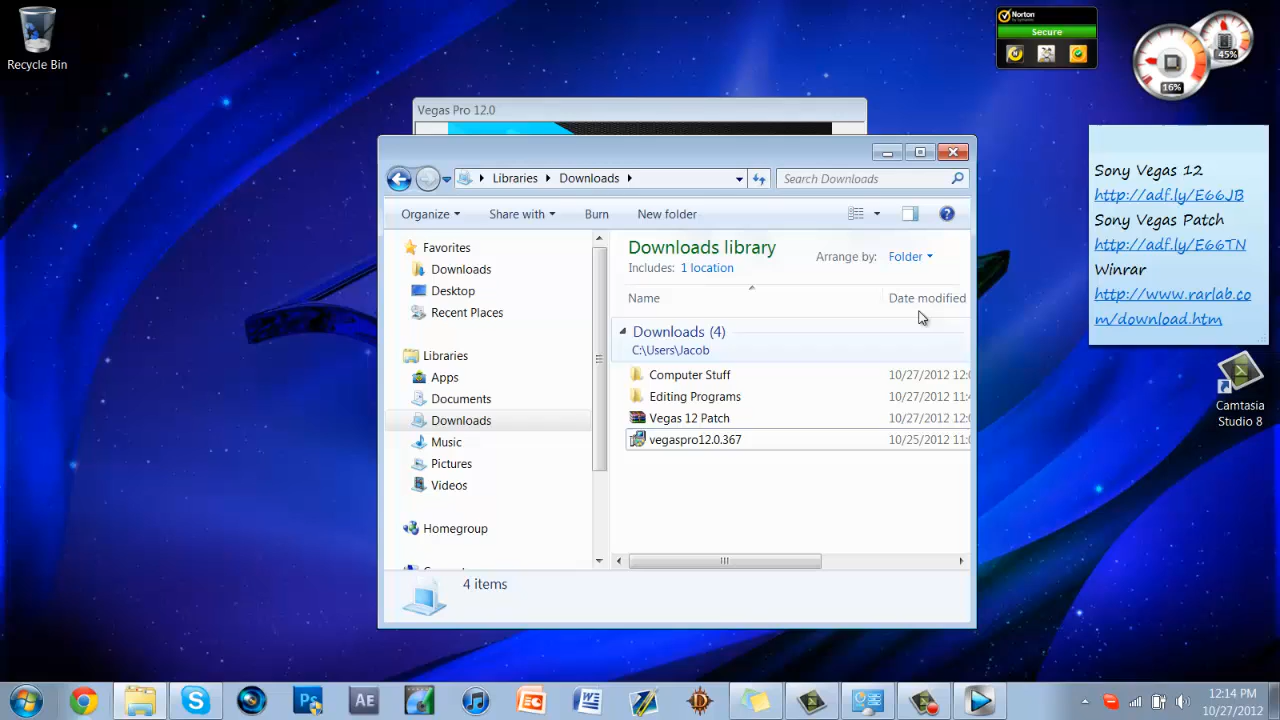 Recycle Bin
Norton
by Symantec
Secure
45%
16%
Vegas Pro 12.0
Libraries
Downloads
Search Downloads
Organize
Share with
Burn
New folder
Favorites
Downloads
Desktop
Recent Places
Libraries
Apps
Documents
Downloads
Music
Pictures
Videos
Homegroup
Downloads library
Includes: 1 location
Arrange by: Folder
Name
Date modified
Downloads (4)
C:\Users\Jacob
Computer Stuff 10/27/2012 12:
Editing Programs 10/27/2012 11:
Vegas 12 Patch 10/27/2012 12:
vegaspro12.0.367 10/25/2012 11:
4 items
Sony Vegas 12
http://adf.ly/E66JB
Sony Vegas Patch
http://adf.ly/E66TN
Winrar
http://www.rarlab.co
m/download.htm
Camtasia
Studio 8
Ps
AE
12:14 PM
10/27/2012